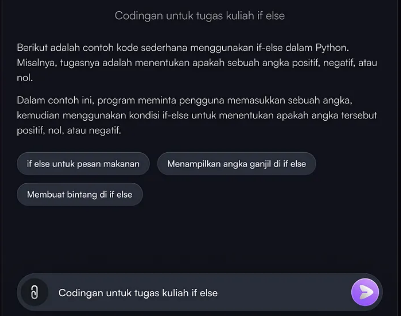 Codingan untuk tugas kuliah if else
Berikut adalah contoh kode sederhana menggunakan if-else dalam Python.
Misalnya, tugasnya adalah menentukan apakah sebuah angka positif, negatif, atau
nol.
Dalam contoh ini, program meminta pengguna memasukkan sebuah angka,
kemudian menggunakan kondisi if-else untuk menentukan apakah angka tersebut
positif, nol, atau negatif.
if else untuk pesan makanan
Menampilkan angka ganjil di if else
Membuat bintang di if else
Codingan untuk tugas kuliah if else